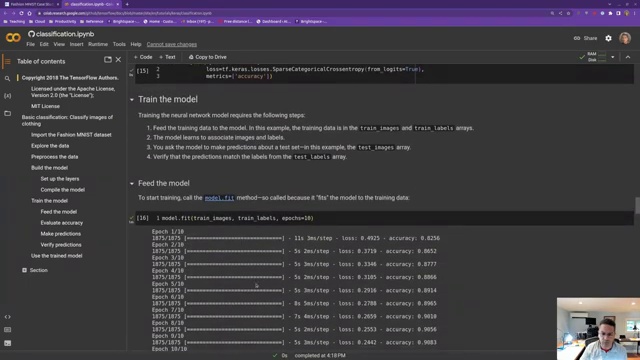 Fashion MNIST Case Stu
classification.ipynb
classification.ipynb
File Edit View Insert Runtime Tools Help Cannot save changes
Share
+ Code + Text Copy to Drive
RAM
Disk
Table of contents
Copyright 2018 The TensorFlow Authors.
Licensed under the Apache License, Version 2.0 (the "License");
MIT License
Basic classification: Classify images of clothing
Import the Fashion MNIST dataset
Explore the data
Preprocess the data
Build the model
Set up the layers
Compile the model
Train the model
Feed the model
Evaluate accuracy
Make predictions
Verify predictions
Use the trained model
Section
[15]
2 loss=tf.keras.losses.SparseCategoricalCrossentropy(from_logits=True),
3 metrics=['accuracy'])
Train the model
Training the neural network model requires the following steps:
1. Feed the training data to the model. In this example, the training data is in the train_images and train_labels arrays.
2. The model learns to associate images and labels.
3. You ask the model to make predictions about a test set—in this example, the test_images array.
4. Verify that the predictions match the labels from the test_labels array.
Feed the model
To start training, call the model.fit method—so called because it "fits" the model to the training data:
[16] 1 model.fit(train_images, train_labels, epochs=10)
Epoch 1/10
1875/1875 [==============================] - 11s 3ms/step - loss: 0.4925 - accuracy: 0.8256
Epoch 2/10
1875/1875 [==============================] - 5s 2ms/step - loss: 0.3719 - accuracy: 0.8652
Epoch 3/10
1875/1875 [==============================] - 5s 3ms/step - loss: 0.3346 - accuracy: 0.8777
Epoch 4/10
1875/1875 [==============================] - 5s 2ms/step - loss: 0.3105 - accuracy: 0.8866
Epoch 5/10
1875/1875 [==============================] - 5s 3ms/step - loss: 0.2916 - accuracy: 0.8914
Epoch 6/10
1875/1875 [==============================] - 8s 5ms/step - loss: 0.2788 - accuracy: 0.8965
Epoch 7/10
1875/1875 [==============================] - 7s 4ms/step - loss: 0.2659 - accuracy: 0.9010
Epoch 8/10
1875/1875 [==============================] - 5s 2ms/step - loss: 0.2553 - accuracy: 0.9056
Epoch 9/10
1875/1875 [==============================] - 5s 3ms/step - loss: 0.2442 - accuracy: 0.9083
Epoch 10/10
0s completed at 4:18 PM